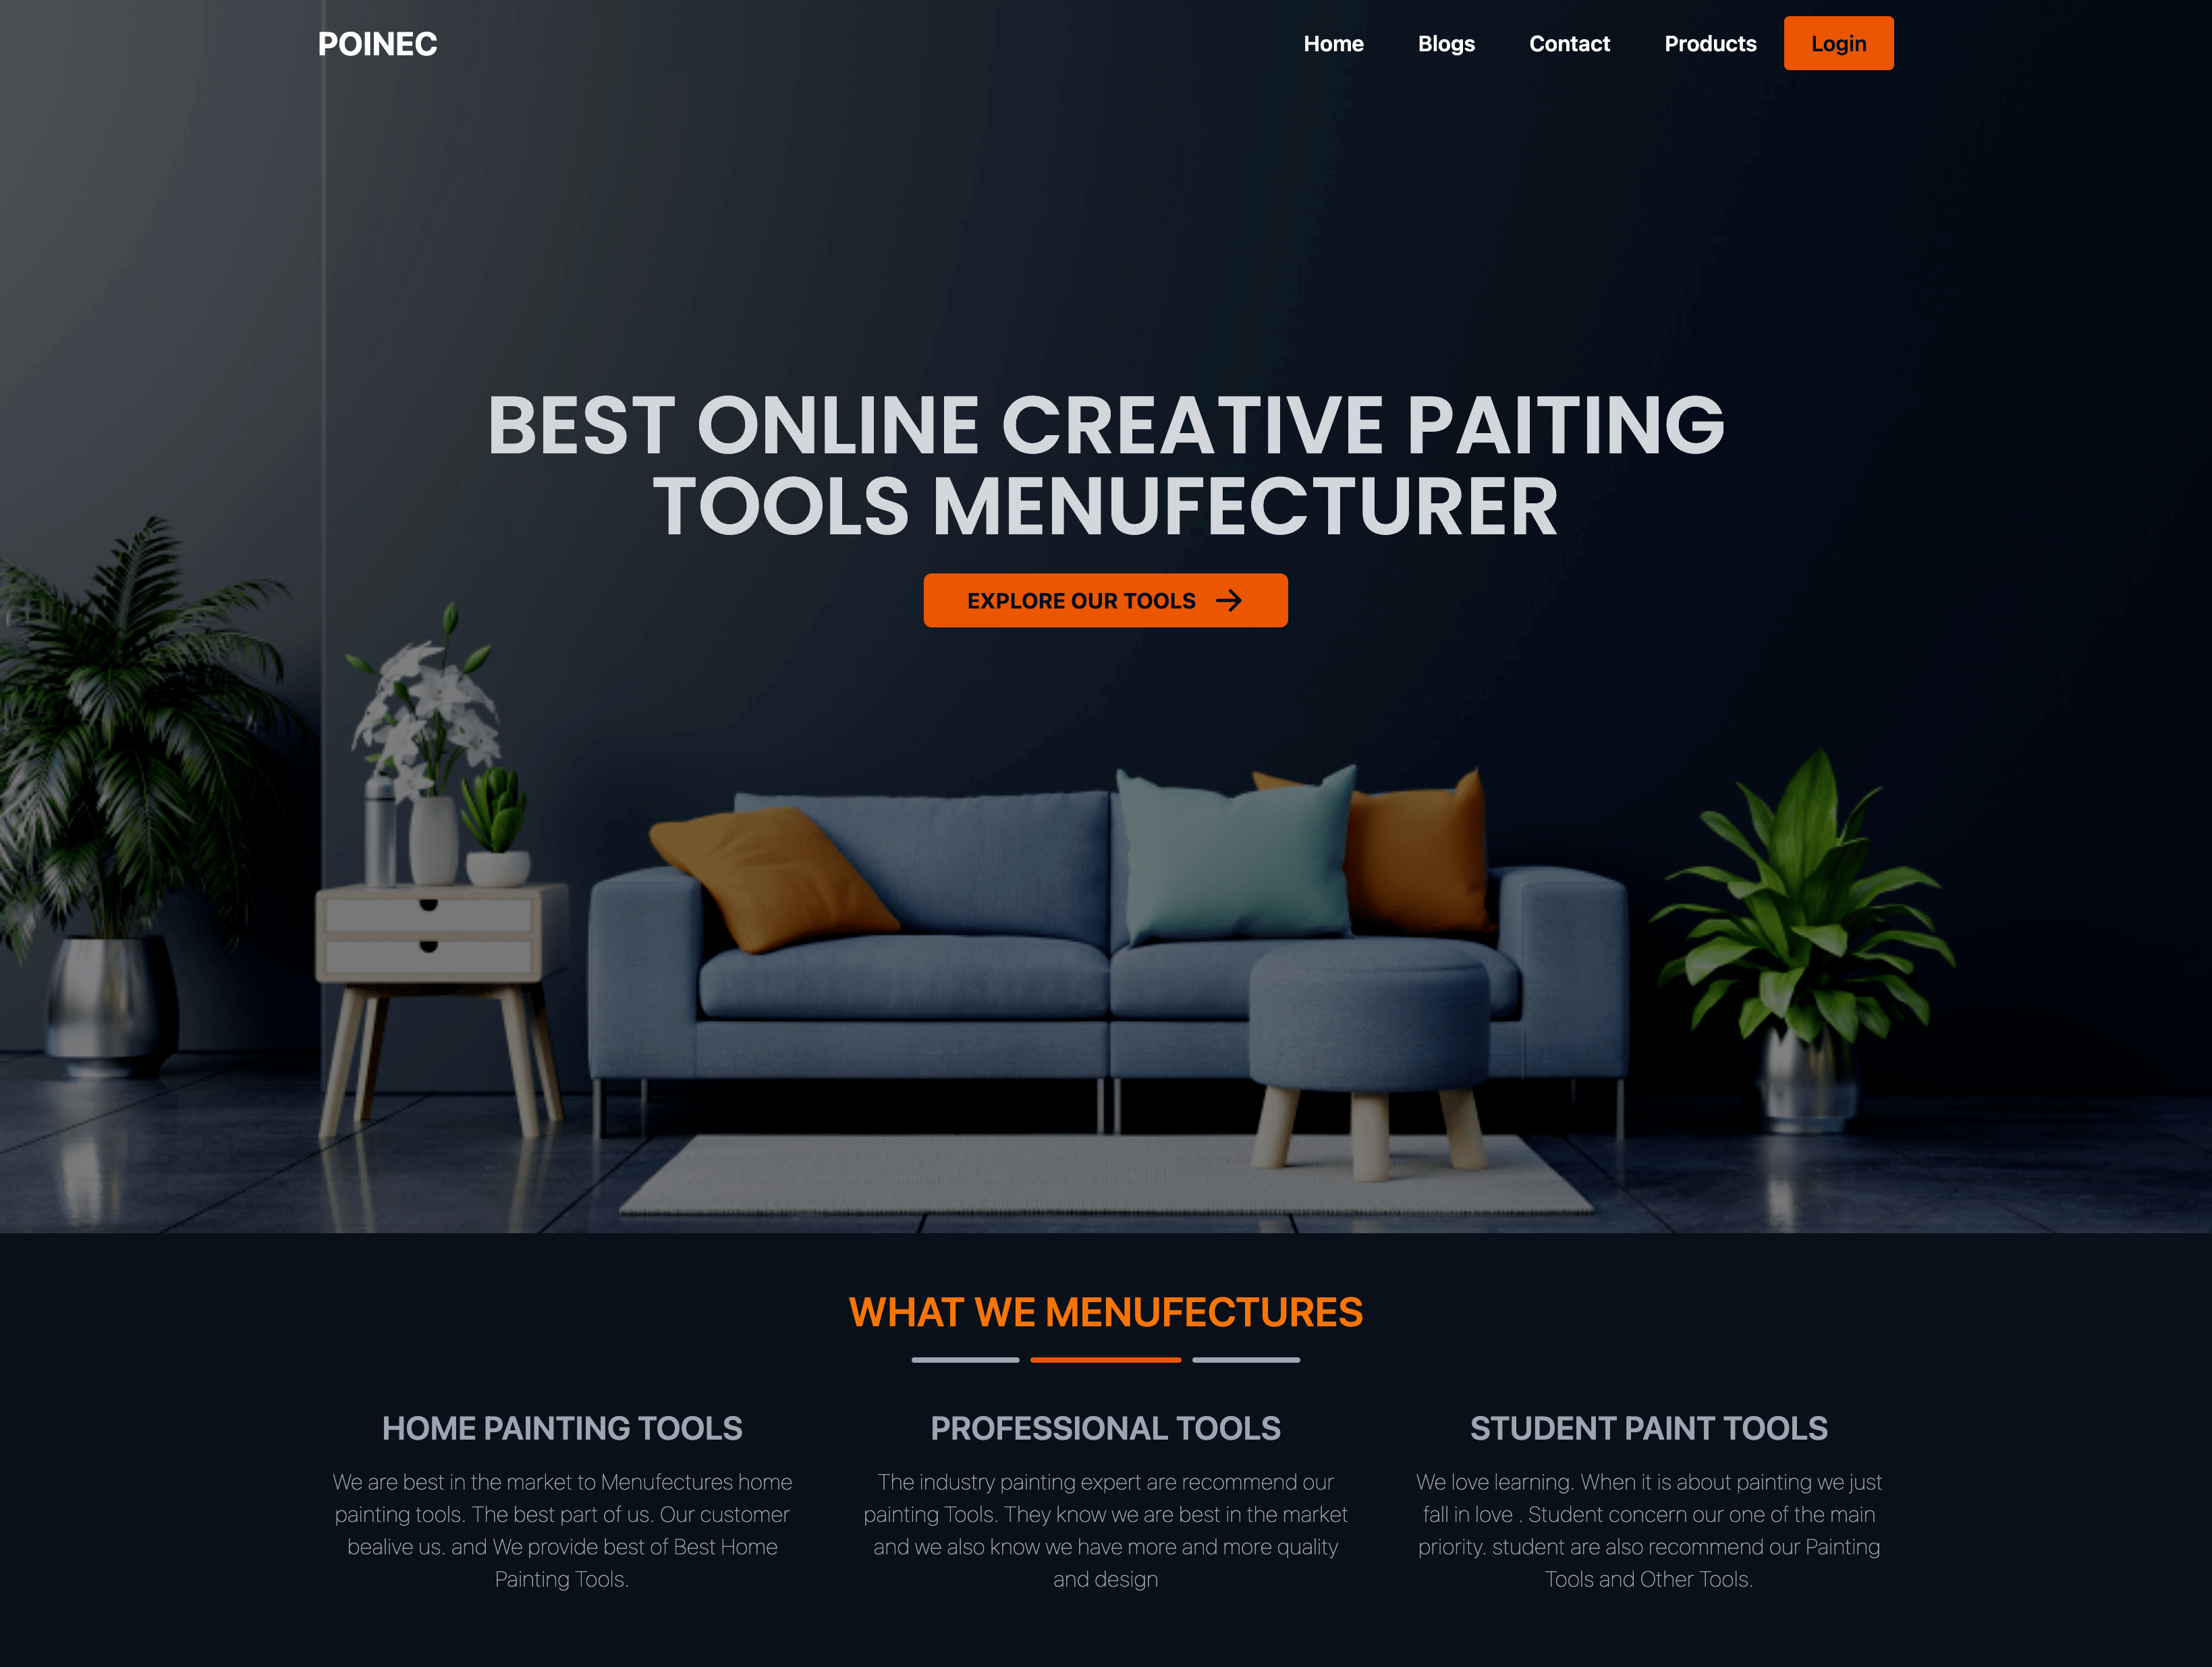 POINEC
Home Blogs Contact Products Login
BEST ONLINE CREATIVE PAITING
TOOLS MENUFECTURER
EXPLORE OUR TOOLS
WHAT WE MENUFECTURES
HOME PAINTING TOOLS
We are best in the market to Menufectures home
painting tools. The best part of us. Our customer
bealive us. and We provide best of Best Home
Painting Tools.
PROFESSIONAL TOOLS
The industry painting expert are recommend our
painting Tools. They know we are best in the market
and we also know we have more and more quality
and design
STUDENT PAINT TOOLS
We love learning. When it is about painting we just
fall in love . Student concern our one of the main
priority. student are also recommend our Painting
Tools and Other Tools.